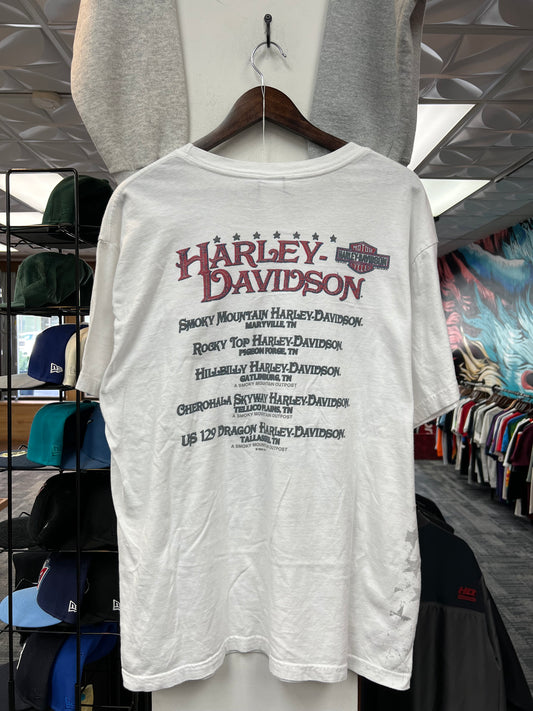 HARLEY-
DAVIDSON
MOTOR
HARLEY-DAVIDSON
SMOKY MOUNTAIN HARLEY-DAVIDSON
MARYVILLE, TN
ROCKY TOP HARLEY-DAVIDSON
PIGEON FORGE, TN
HILLBILLY HARLEY-DAVIDSON
GATLINBURG, TN
A SMOKY MOUNTAIN OUTPOST
CHEROHALA SKYWAY HARLEY-DAVIDSON
TELLICO PLAINS, TN
A SMOKY MOUNTAIN OUTPOST
US 129 DRAGON HARLEY-DAVIDSON
TALLASSEE, TN
A SMOKY MOUNTAIN OUTPOST